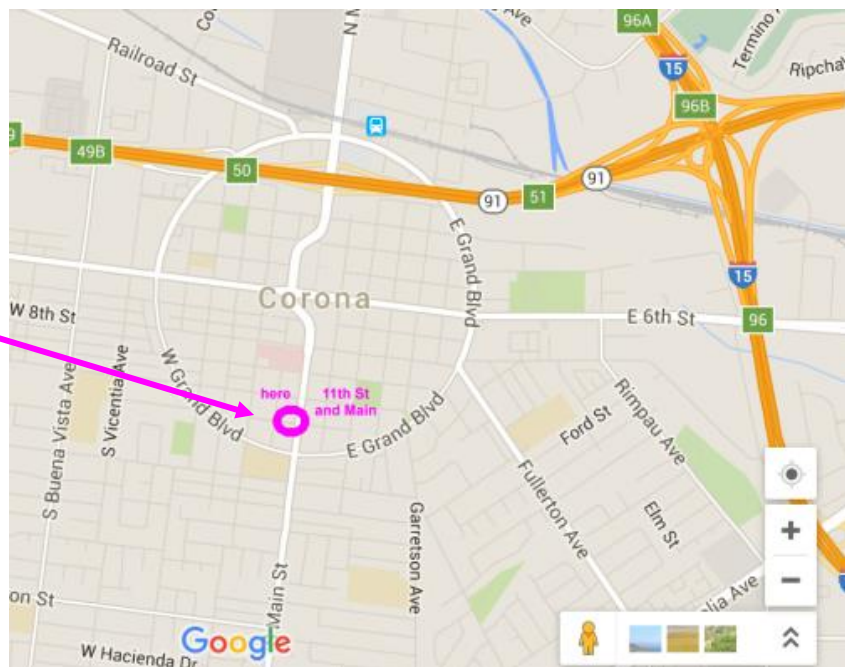 96A
Railroad St
Termino
15
Ripcha
96B
49B
50
91
51
91
E Grand Blvd
15
Corona
W 8th St
E 6th St
96
S Vicentia Ave
W Grand Blvd
here
11th St
and Main
Rimpau Ave
Ford St
E Grand Blvd
S Buena Vista Ave
Fullerton Ave
Garretson Ave
Elm St
+
−
Main St
on St
Google
W Hacienda Dr